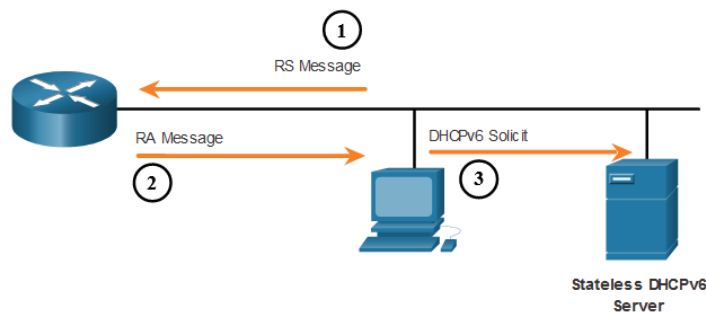 1
RS Message
RA Message
DHCPv6 Solicit
2
3
Stateless DHCPv6
Server